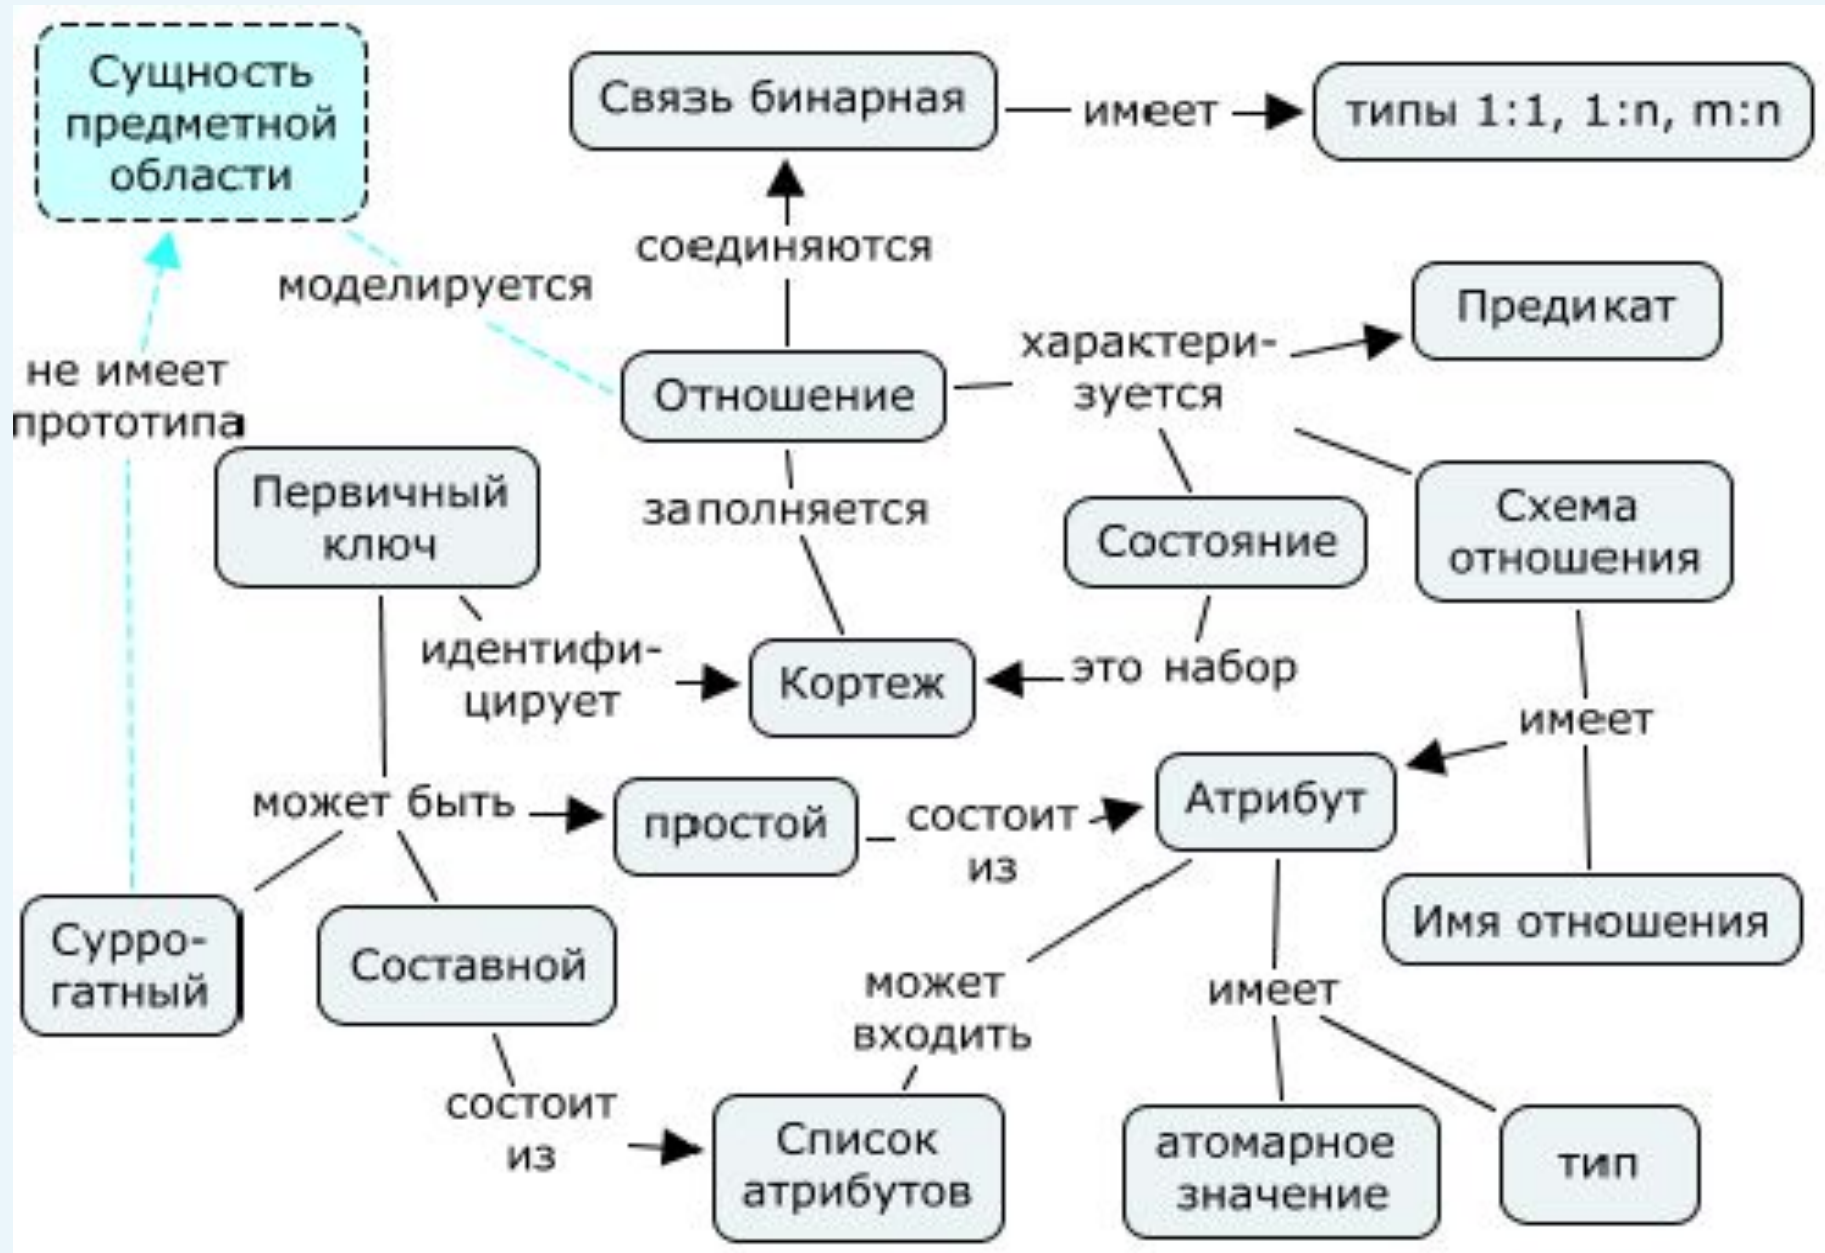 Сущность
предметной
области
Связь бинарная
имеет
типы 1:1, 1:n, m:n
соединяются
моделируется
не имеет
прототипа
Отношение
характери-
зуется
Предикат
Первичный
ключ
заполняется
Состояние
Схема
отношения
идентифи-
цирует
Кортеж
это набор
имеет
может быть
простой
состоит
из
Атрибут
Имя отношения
Сурро-
гатный
Составной
может
входить
имеет
состоит
из
Список
атрибутов
атомарное
значение
тип